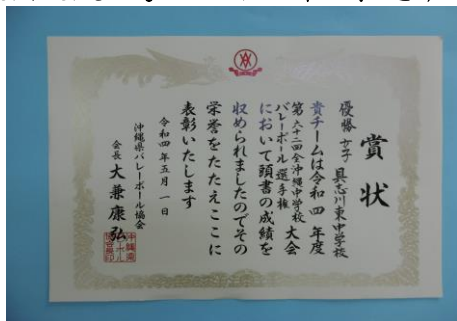 賞状
優勝 女子 具志川東中学校
貴チームは令和四年度
第六二回全沖縄中学校
バレーボール選手権 大会
において頭書の成績を
収められましたのでその
栄誉をたたえここに
表彰いたします
令和四年五月一日
沖縄県バレーボール協会
会長 大兼康弘